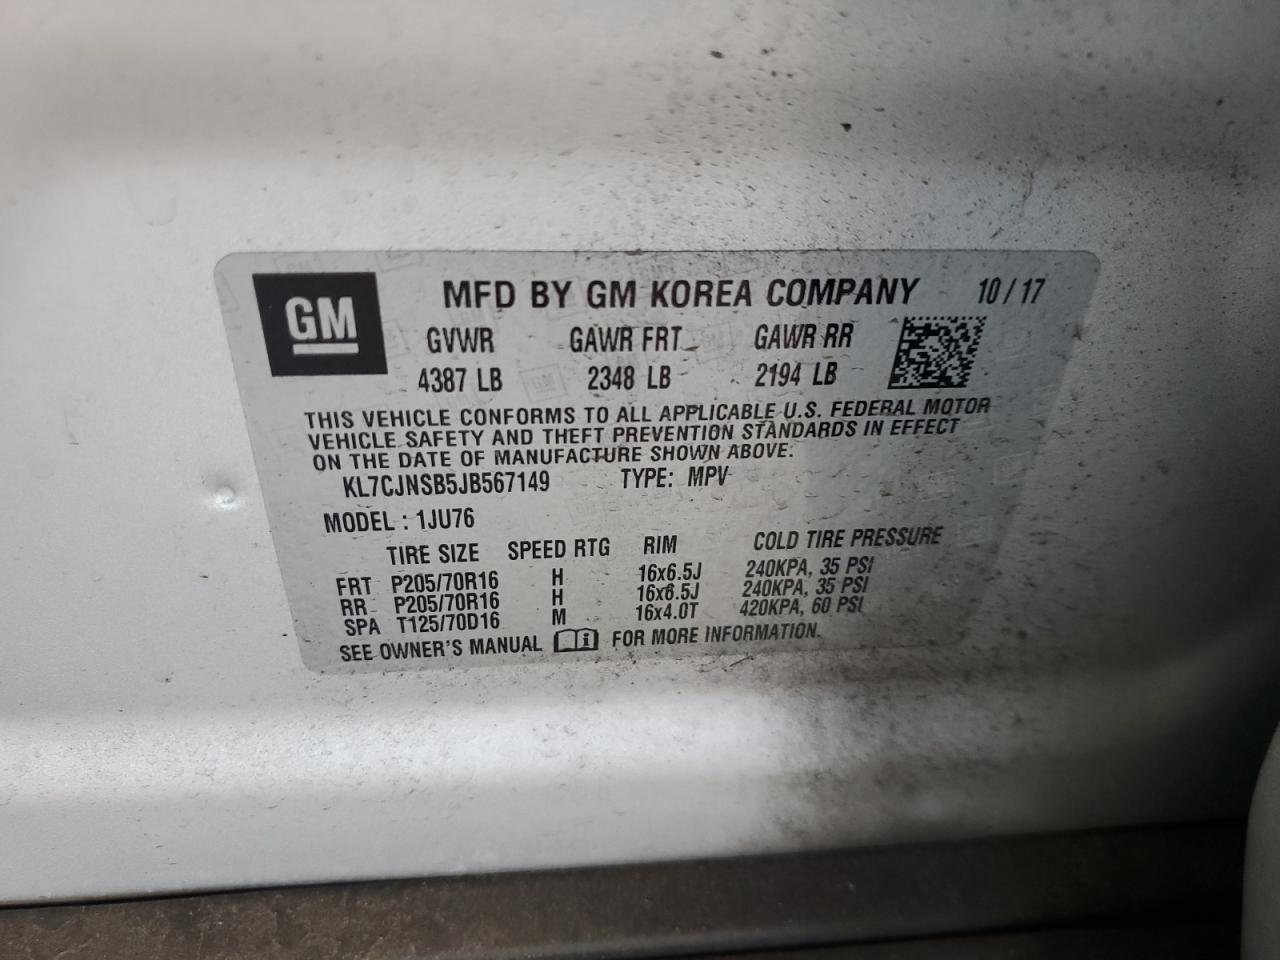 GM MFD BY GM KOREA COMPANY 10/17
GVWR GAWR FRT GAWR RR
4387 LB 2348 LB 2194 LB
THIS VEHICLE CONFORMS TO ALL APPLICABLE U.S. FEDERAL MOTOR
VEHICLE SAFETY AND THEFT PREVENTION STANDARDS IN EFFECT
ON THE DATE OF MANUFACTURE SHOWN ABOVE.
KL7CJNSB5JB567149 TYPE: MPV
MODEL : 1JU76
TIRE SIZE SPEED RTG RIM COLD TIRE PRESSURE
FRT P205/70R16 H 16x6.5J 240KPA, 35 PSI
RR P205/70R16 H 16x6.5J 240KPA, 35 PSI
SPA T125/70D16 M 16x4.0T 420KPA, 60 PSI
SEE OWNER'S MANUAL FOR MORE INFORMATION.